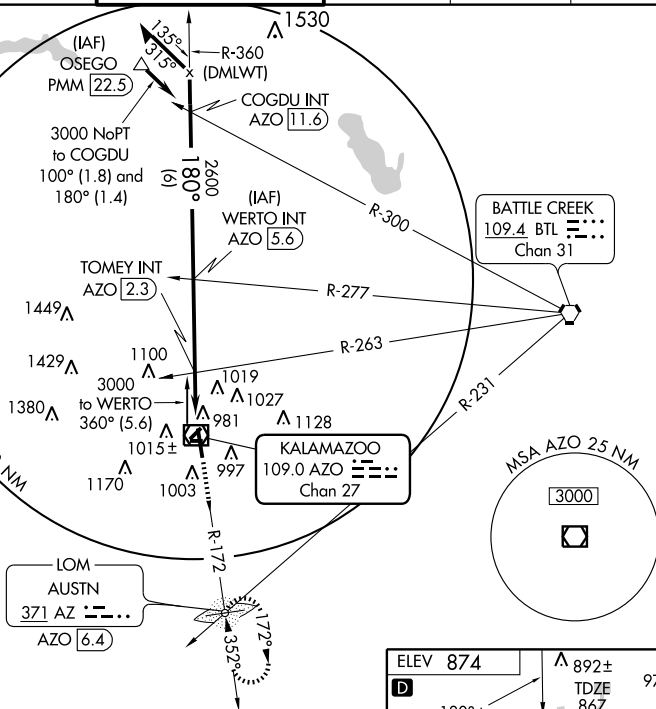 1530
135°
315°
(IAF)
OSEGO
PMM 22.5
R-360
(DMLWT)
COGDU INT
AZO 11.6
3000 NoPT
to COGDU
100° (1.8) and
180° (1.4)
2600
180°
(6)
R-300
(IAF)
WERTO INT
AZO 5.6
BATTLE CREEK
109.4 BTL
Chan 31
TOMEY INT
AZO 2.3
R-277
1449
R-263
1429
1100
1019
3000
to WERTO
360° (5.6)
1027
R-231
1380
981
1128
1015±
KALAMAZOO
109.0 AZO
Chan 27
997
1170
1003
NM
MSA AZO 25 NM
3000
R-172
LOM
AUSTN
371 AZ
AZO 6.4
172°
352°
ELEV 874
892±
D
TDZE
867
97